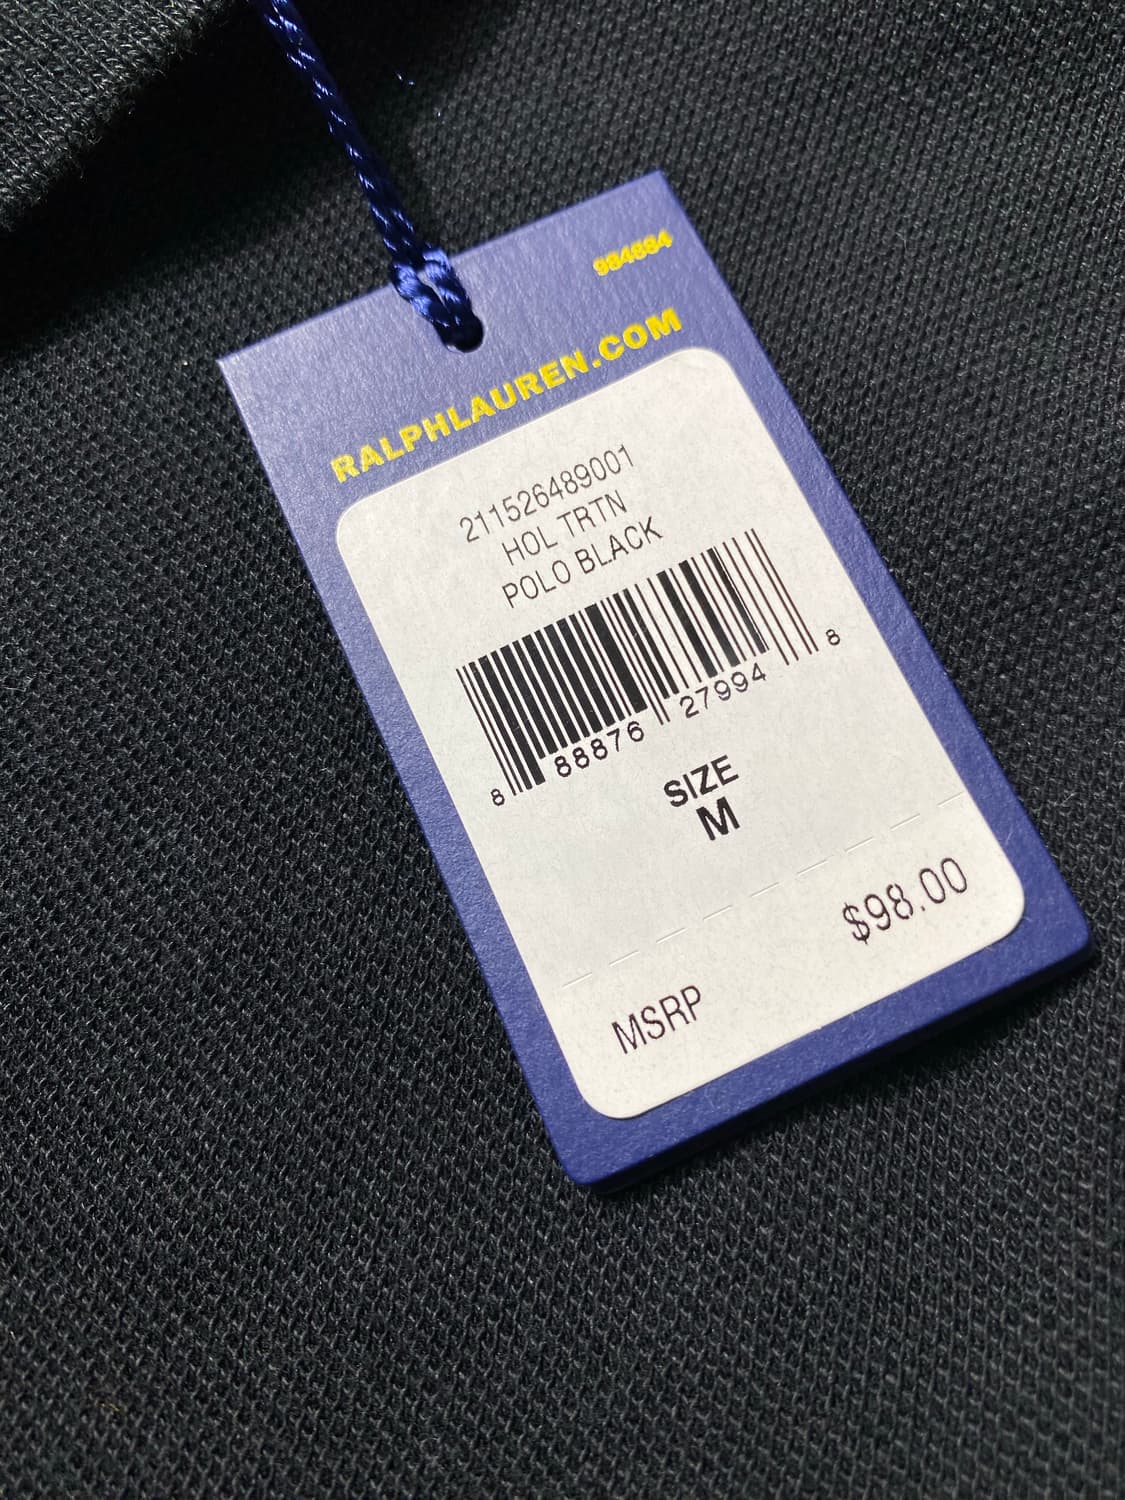 984884
RALPHLAUREN.COM
211526489001
HOL TRTN
POLO BLACK
8 88876 27994 8
SIZE
M
$98.00
MSRP